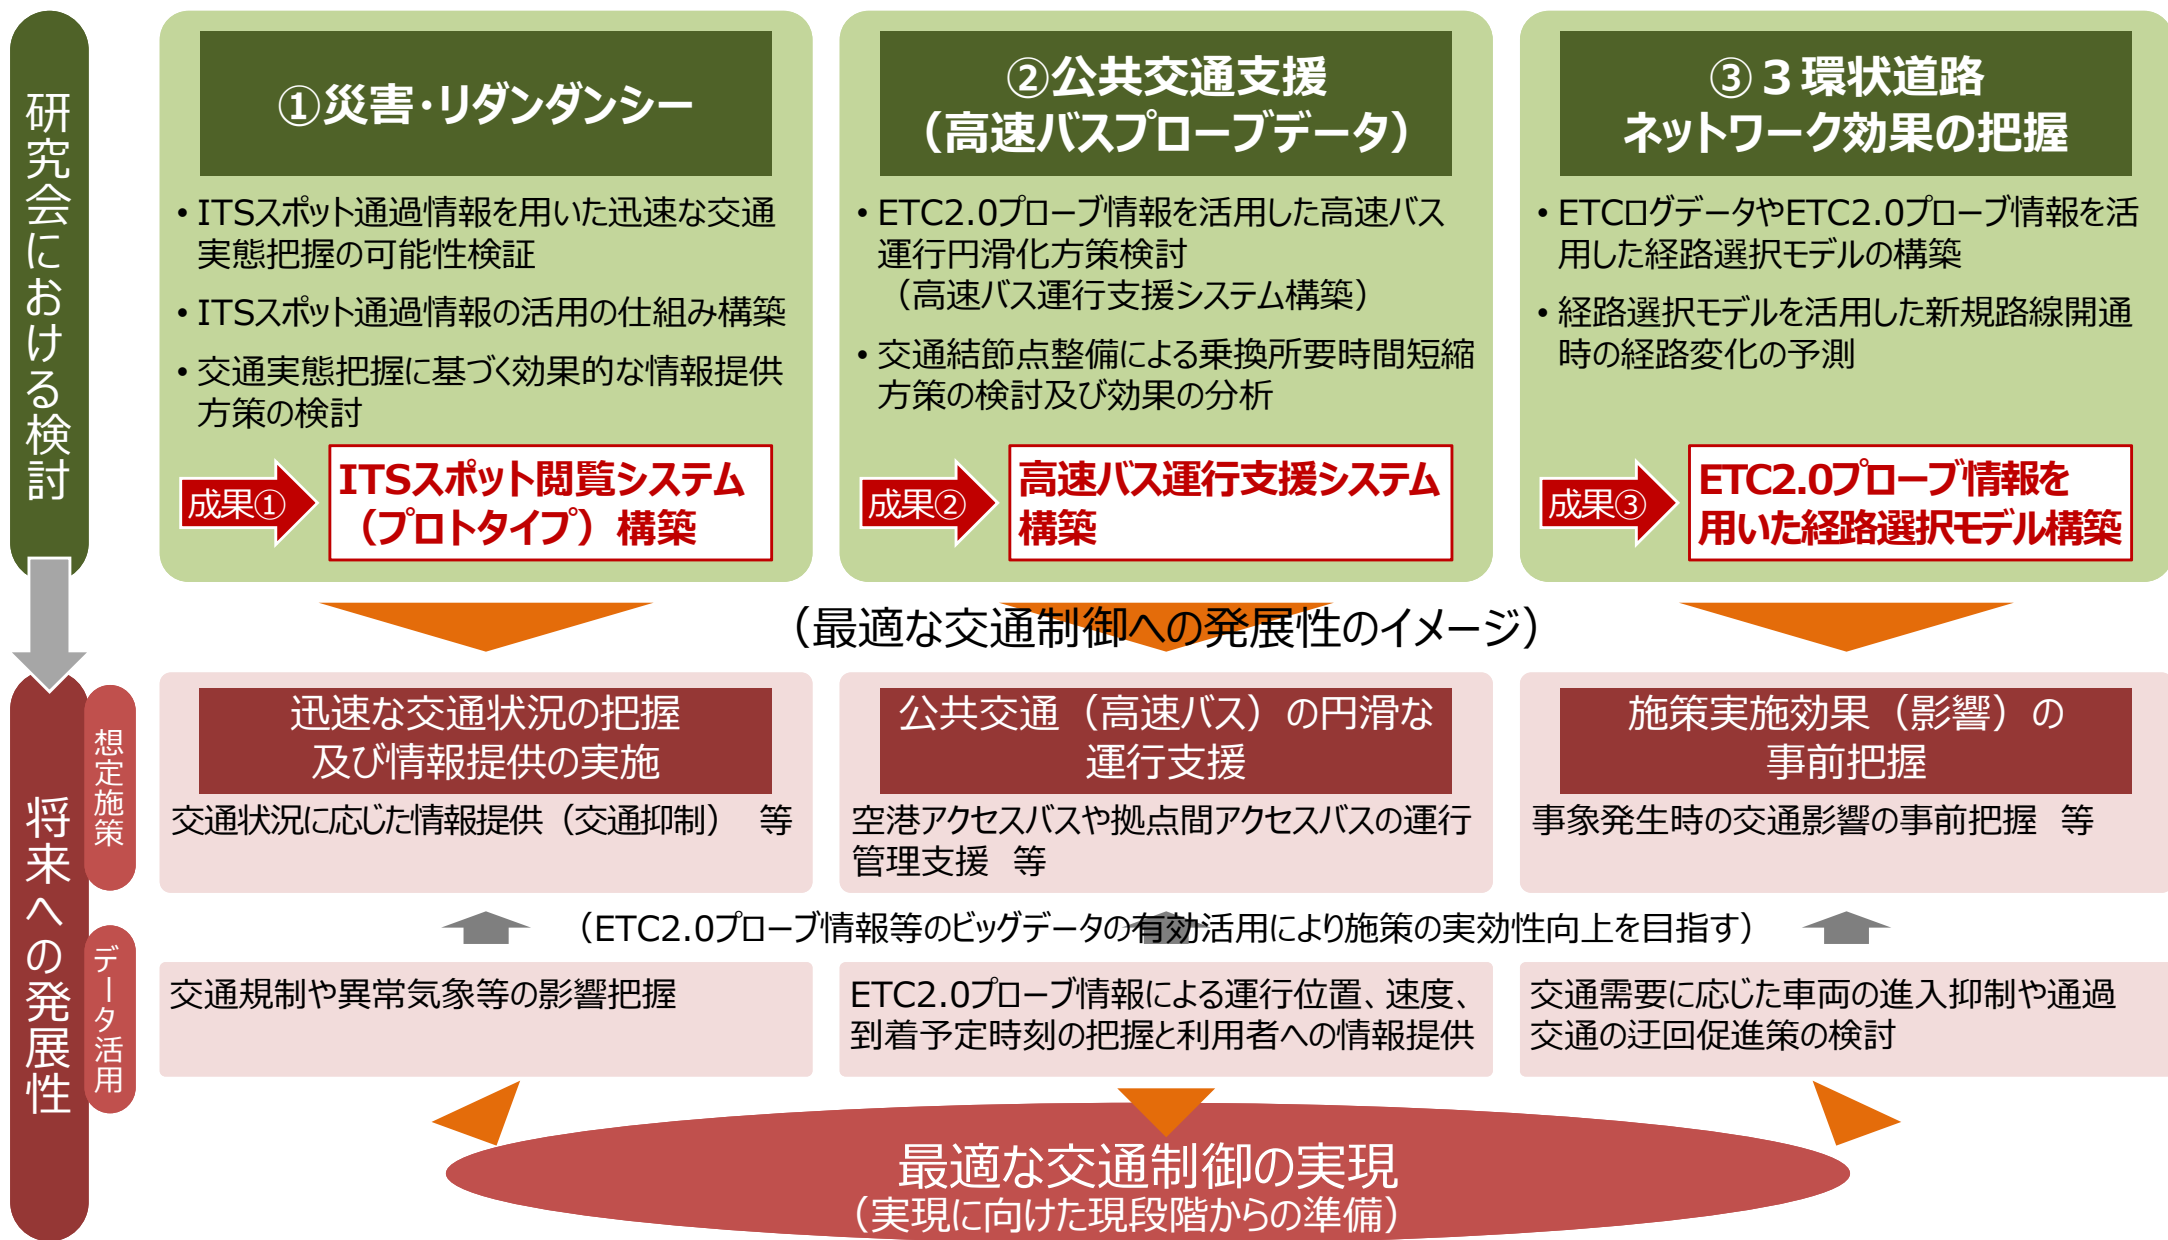 研究会における検討
①災害・リダンダンシー
• ITSスポット通過情報を用いた迅速な交通
実態把握の可能性検証
• ITSスポット通過情報の活用の仕組み構築
• 交通実態把握に基づく効果的な情報提供
方策の検討
成果①
ITSスポット閲覧システム
（プロトタイプ）構築
②公共交通支援
（高速バスプローブデータ）
• ETC2.0プローブ情報を活用した高速バス
運行円滑化方策検討
（高速バス運行支援システム構築）
• 交通結節点整備による乗換所要時間短縮
方策の検討及び効果の分析
成果②
高速バス運行支援システム
構築
③３環状道路
ネットワーク効果の把握
• ETCログデータやETC2.0プローブ情報を活
用した経路選択モデルの構築
• 経路選択モデルを活用した新規路線開通
時の経路変化の予測
成果③
ETC2.0プローブ情報を
用いた経路選択モデル構築
（最適な交通制御への発展性のイメージ）
将来への発展性
想定施策
迅速な交通状況の把握
及び情報提供の実施
交通状況に応じた情報提供（交通抑制）　等
公共交通（高速バス）の円滑な
運行支援
空港アクセスバスや拠点間アクセスバスの運行
管理支援　等
施策実施効果（影響）の
事前把握
事象発生時の交通影響の事前把握　等
（ETC2.0プローブ情報等のビッグデータの有効活用により施策の実効性向上を目指す）
データ活用
交通規制や異常気象等の影響把握
ETC2.0プローブ情報による運行位置、速度、
到着予定時刻の把握と利用者への情報提供
交通需要に応じた車両の進入抑制や通過
交通の迂回促進策の検討
最適な交通制御の実現
（実現に向けた現段階からの準備）